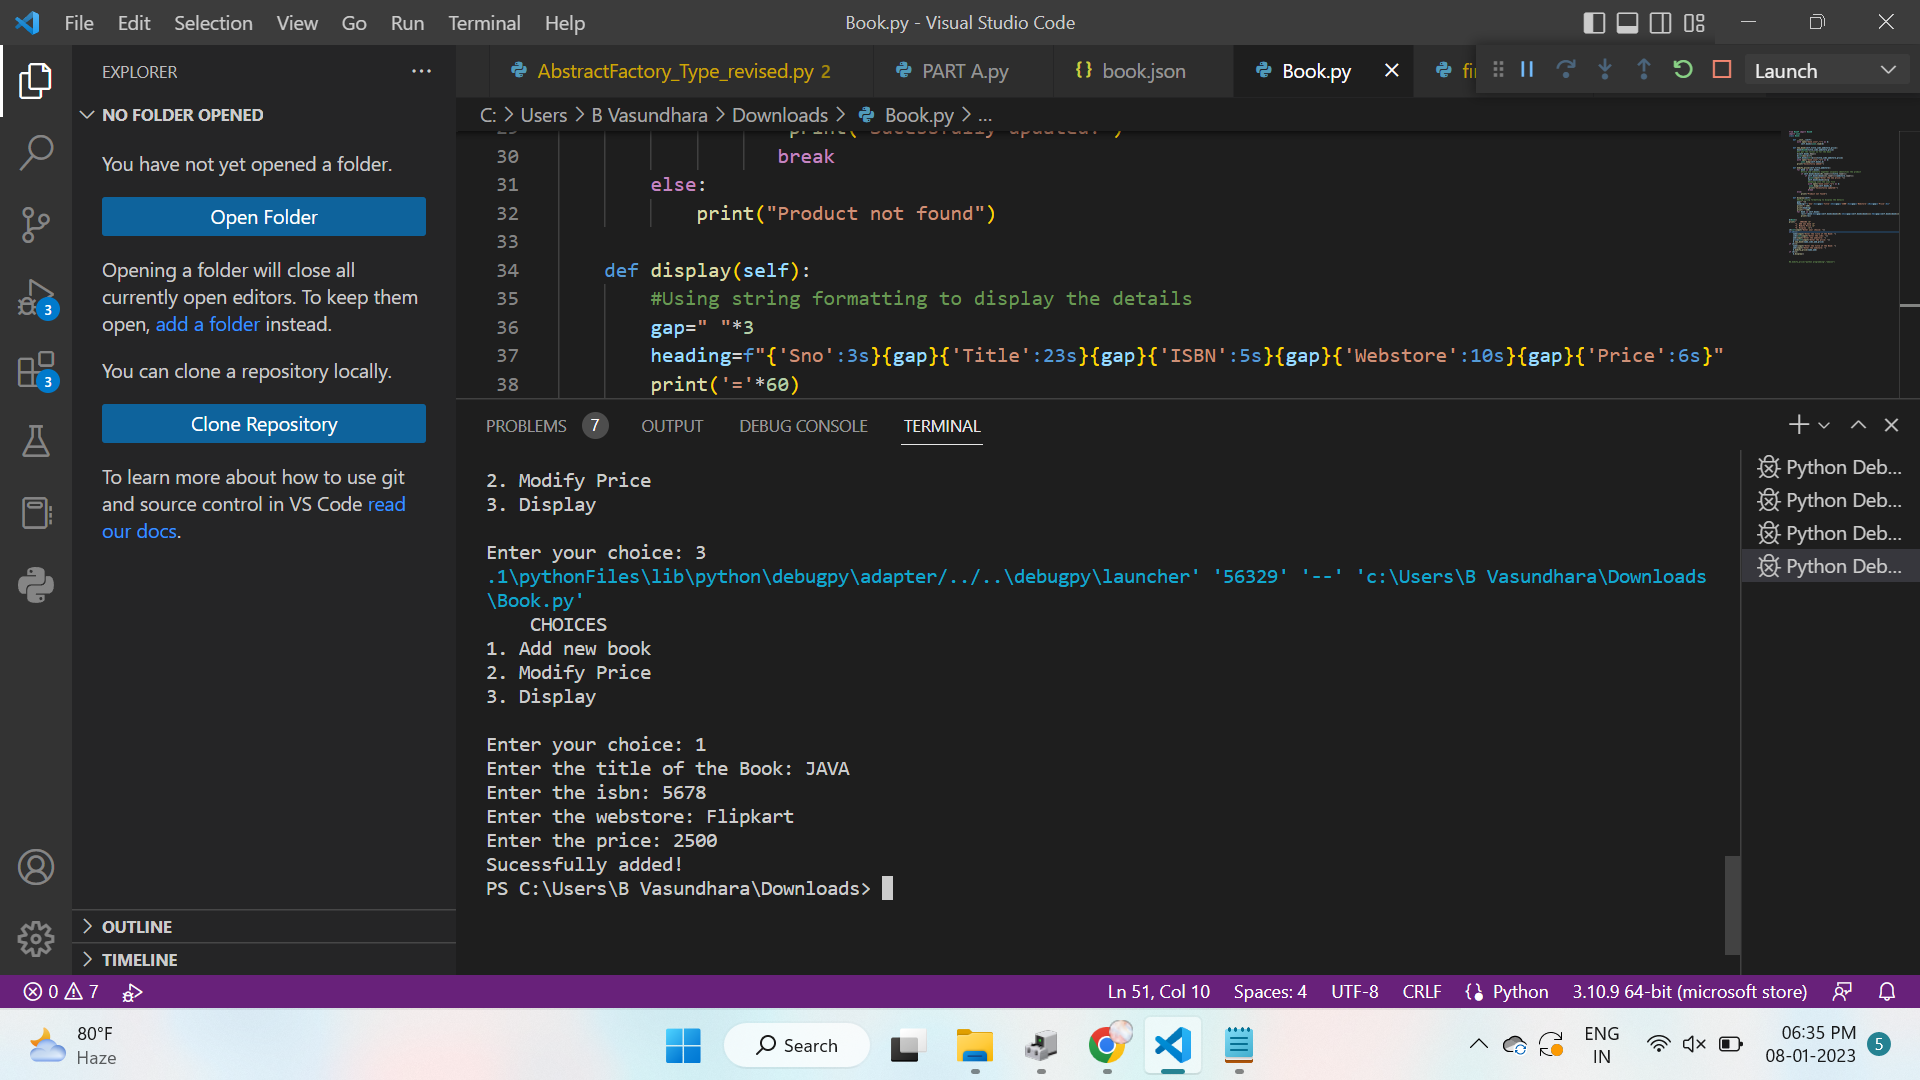 File Edit Selection View Go Run Terminal Help
Book.py - Visual Studio Code
EXPLORER
AbstractFactory_Type_revised.py 2
PART A.py
{} book.json
Book.py
Launch
NO FOLDER OPENED
C: > Users > B Vasundhara > Downloads > Book.py > ...
You have not yet opened a folder.
Open Folder
Opening a folder will close all
currently open editors. To keep them
open, add a folder instead.
You can clone a repository locally.
Clone Repository
To learn more about how to use git
and source control in VS Code read
our docs.
OUTLINE
TIMELINE
3
3
30 break
31 else:
32 print("Product not found")
33
34 def display(self):
35 #Using string formatting to display the details
36 gap=" "*3
37 heading=f"{'Sno':3s}{gap}{'Title':23s}{gap}{'ISBN':5s}{gap}{'Webstore':10s}{gap}{'Price':6s}"
38 print('='*60)
PROBLEMS 7 OUTPUT DEBUG CONSOLE TERMINAL
2. Modify Price
3. Display
Enter your choice: 3
.1\pythonFiles\lib\python\debugpy\adapter/../..\debugpy\launcher' '56329' '--' 'c:\Users\B Vasundhara\Downloads
\Book.py'
CHOICES
1. Add new book
2. Modify Price
3. Display
Enter your choice: 1
Enter the title of the Book: JAVA
Enter the isbn: 5678
Enter the webstore: Flipkart
Enter the price: 2500
Sucessfully added!
PS C:\Users\B Vasundhara\Downloads>
Python Deb...
Python Deb...
Python Deb...
Python Deb...
0 7
Ln 51, Col 10 Spaces: 4 UTF-8 CRLF Python 3.10.9 64-bit (microsoft store)
80°F
Haze
Search
ENG
IN
06:35 PM
08-01-2023
5